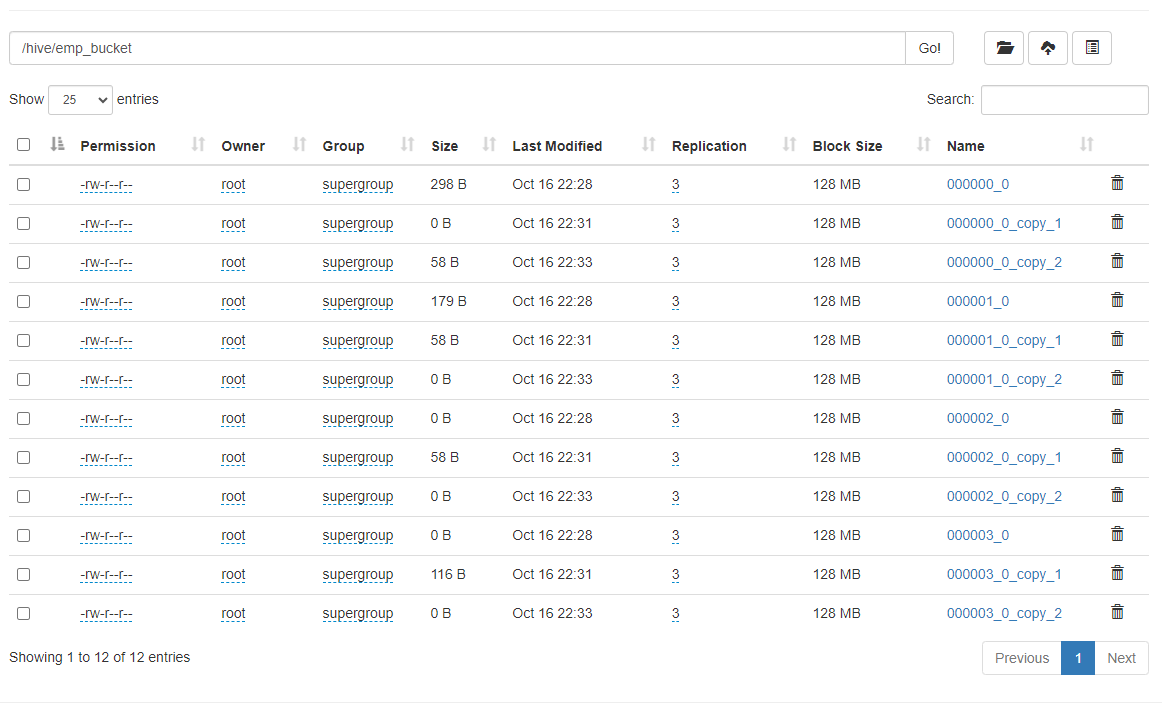 /hive/emp_bucket Go!
Show 25 entries Search:
Permission Owner Group Size Last Modified Replication Block Size Name
-rw-r--r-- root supergroup 298 B Oct 16 22:28 3 128 MB 000000_0
-rw-r--r-- root supergroup 0 B Oct 16 22:31 3 128 MB 000000_0_copy_1
-rw-r--r-- root supergroup 58 B Oct 16 22:33 3 128 MB 000000_0_copy_2
-rw-r--r-- root supergroup 179 B Oct 16 22:28 3 128 MB 000001_0
-rw-r--r-- root supergroup 58 B Oct 16 22:31 3 128 MB 000001_0_copy_1
-rw-r--r-- root supergroup 0 B Oct 16 22:33 3 128 MB 000001_0_copy_2
-rw-r--r-- root supergroup 0 B Oct 16 22:28 3 128 MB 000002_0
-rw-r--r-- root supergroup 58 B Oct 16 22:31 3 128 MB 000002_0_copy_1
-rw-r--r-- root supergroup 0 B Oct 16 22:33 3 128 MB 000002_0_copy_2
-rw-r--r-- root supergroup 0 B Oct 16 22:28 3 128 MB 000003_0
-rw-r--r-- root supergroup 116 B Oct 16 22:31 3 128 MB 000003_0_copy_1
-rw-r--r-- root supergroup 0 B Oct 16 22:33 3 128 MB 000003_0_copy_2
Showing 1 to 12 of 12 entries Previous 1 Next